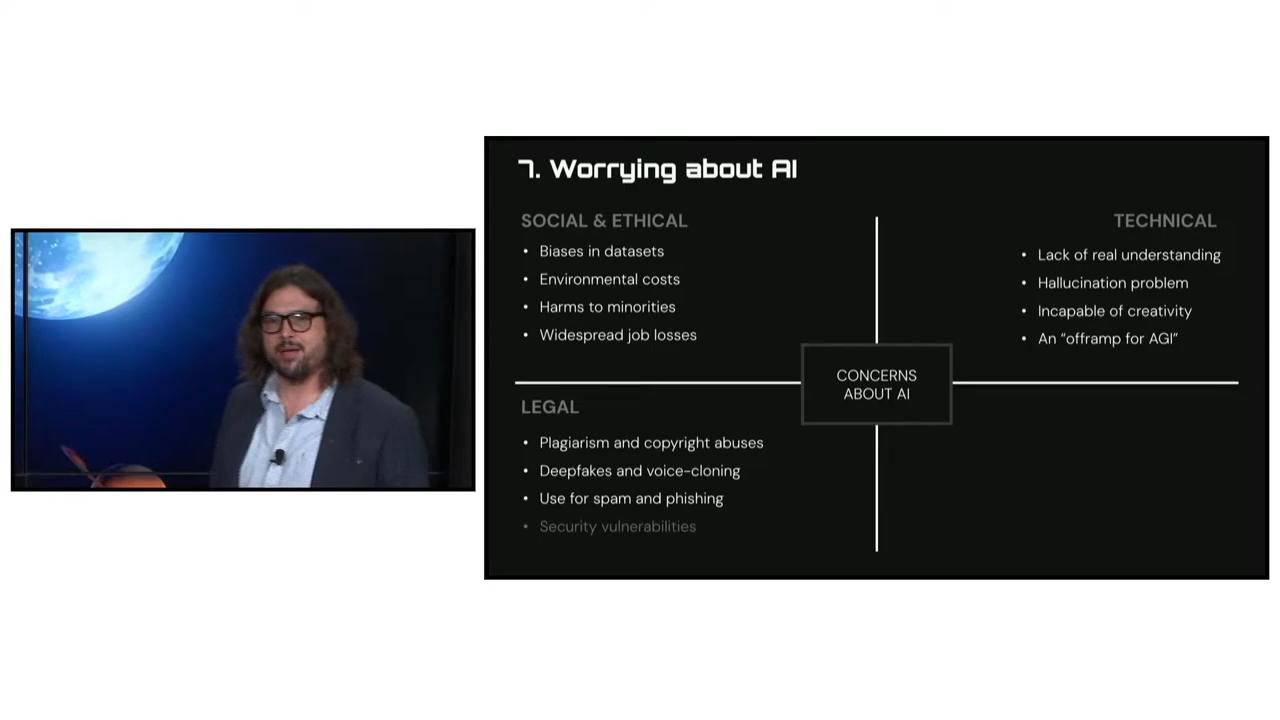 7. Worrying about AI
SOCIAL & ETHICAL
• Biases in datasets
• Environmental costs
• Harms to minorities
• Widespread job losses
TECHNICAL
• Lack of real understanding
• Hallucination problem
• Incapable of creativity
• An “offramp for AGI”
CONCERNS
ABOUT AI
LEGAL
• Plagiarism and copyright abuses
• Deepfakes and voice-cloning
• Use for spam and phishing
• Security vulnerabilities